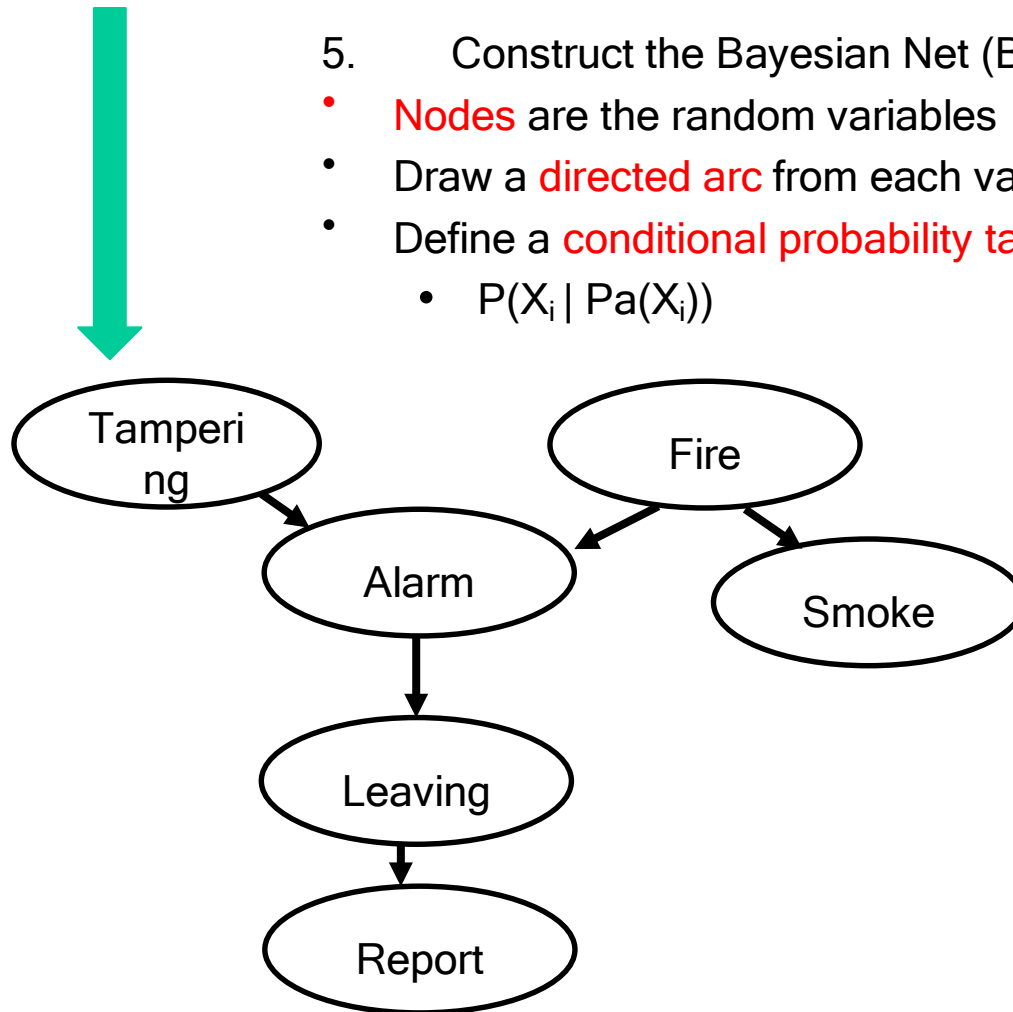 5. Construct the Bayesian Net (B
• Nodes are the random variables
• Draw a directed arc from each va
• Define a conditional probability ta
• P(Xᵢ | Pa(Xᵢ))
Tamperi
ng
Fire
Alarm
Smoke
Leaving
Report